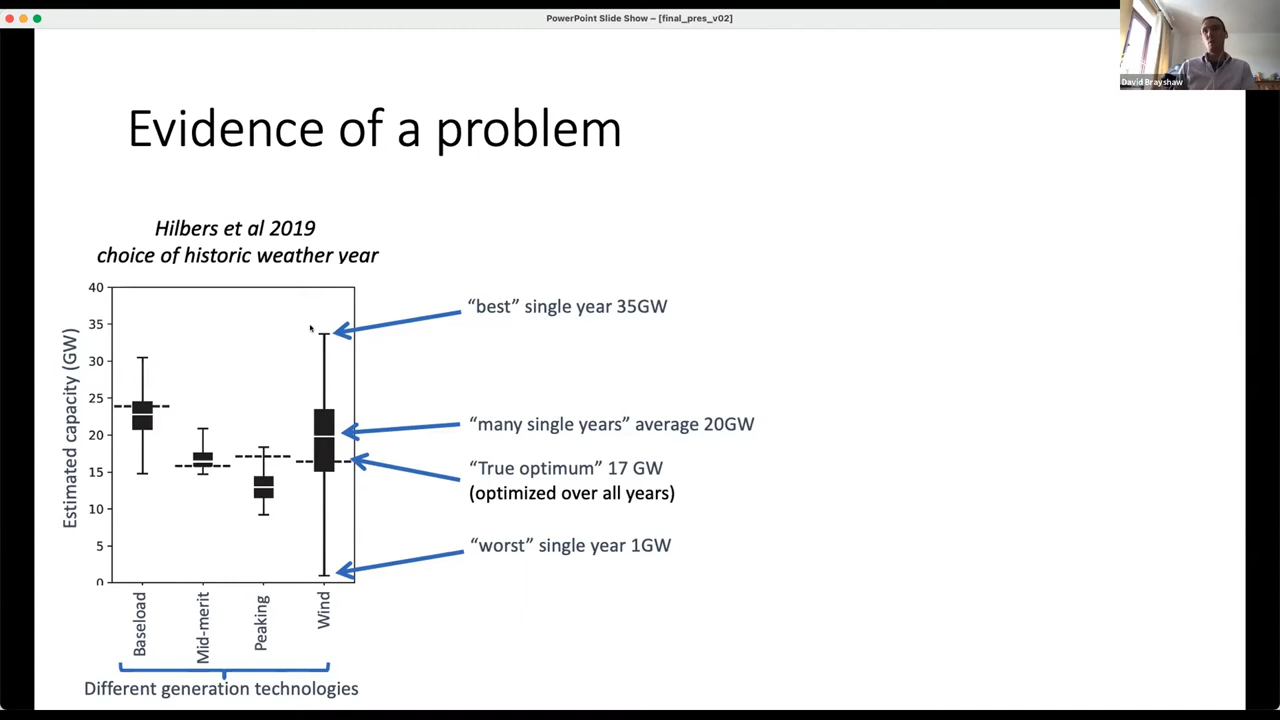 PowerPoint Slide Show – [final_pres_v02]
David Brayshaw
Evidence of a problem
Hilbers et al 2019
choice of historic weather year
40
35
30
25
20
15
10
5
0
Estimated capacity (GW)
Baseload
Mid-merit
Peaking
Wind
Different generation technologies
“best” single year 35GW
“many single years” average 20GW
“True optimum” 17 GW
(optimized over all years)
“worst” single year 1GW